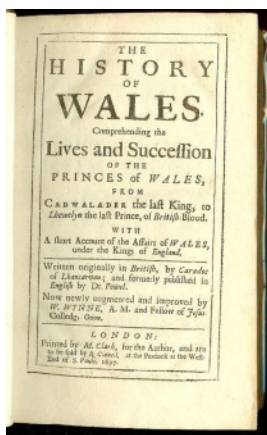 THE
HISTORY
OF
WALES.
Comprehending the
Lives and Succeſſion
OF THE
PRINCES of WALES,
FROM
CADWALADER the laſt King, to
Lhewelyn the laſt Prince, of Britiſh Blood.
WITH
A ſhort Account of the Affairs of WALES,
under the Kings of England.
Written originally in Britiſh, by Caradoc
of Lhancarvan; and formerly publiſhed in
Engliſh by Dr. Powel.
Now newly augmented and improved by
W. WYNNE, A. M. and Fellow of Jeſus
Colledg, Oxon.
LONDON:
Printed by M. Clark, for the Author, and are
to be ſold by R. Clavell, at the Peacock at the Weſt-
End of S. Pauls. 1697.